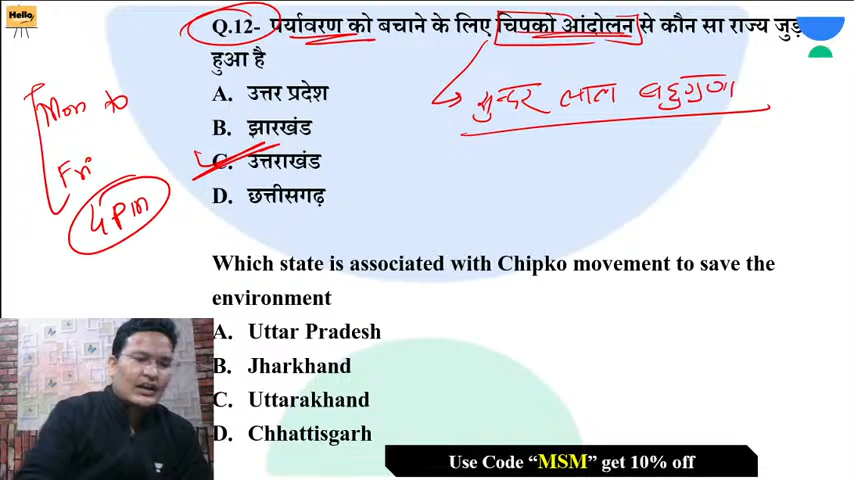 Hello
Q.12- पर्यावरण को बचाने के लिए चिपको आंदोलन से कौन सा राज्य जुड़
हुआ है
A. उत्तर प्रदेश
B. झारखंड
C. उत्तराखंड
D. छत्तीसगढ़
सुन्दर लाल बहुगुणा
Mon to
Fri
4 Pm
Which state is associated with Chipko movement to save the
environment
A. Uttar Pradesh
B. Jharkhand
C. Uttarakhand
D. Chhattisgarh
Use Code “MSM” get 10% off